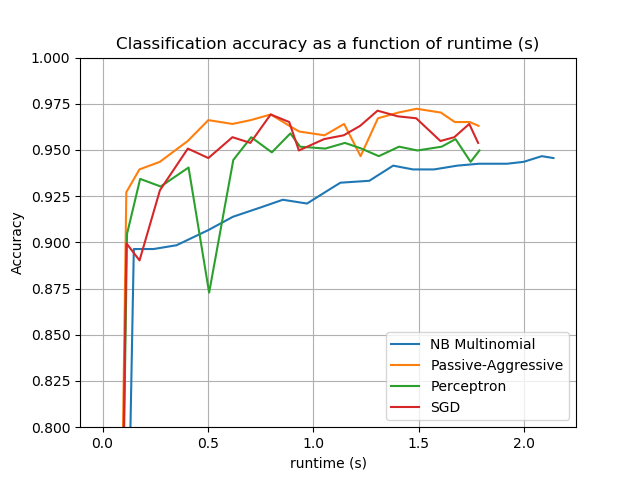 Classification accuracy as a function of runtime (s)
1.000
0.975
0.950
0.925
0.900
0.875
0.850
0.825
0.800
Accuracy
0.0 0.5 1.0 1.5 2.0
runtime (s)
NB Multinomial
Passive-Aggressive
Perceptron
SGD